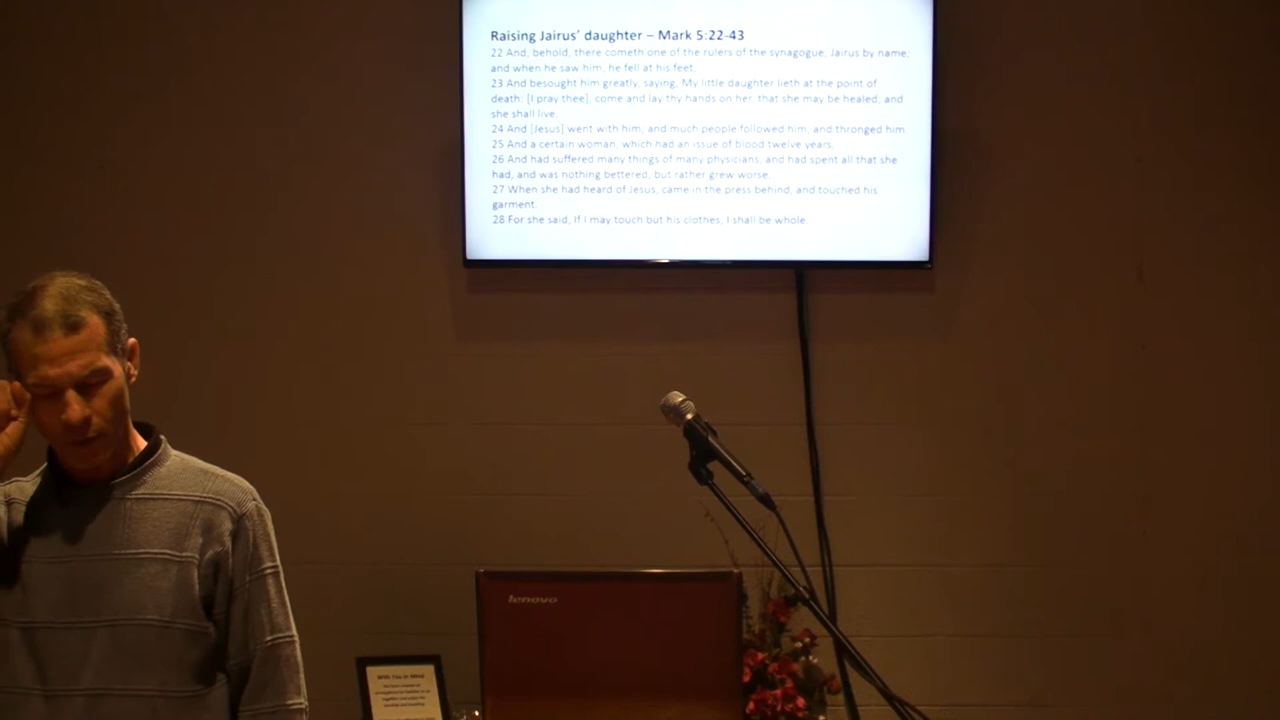 Raising Jairus' daughter – Mark 5:22-43
22 And, behold, there cometh one of the rulers of the synagogue, Jairus by name;
and when he saw him, he fell at his feet,
23 And besought him greatly, saying, My little daughter lieth at the point of
death: [I pray thee], come and lay thy hands on her, that she may be healed; and
she shall live.
24 And [Jesus] went with him; and much people followed him, and thronged him.
25 And a certain woman, which had an issue of blood twelve years,
26 And had suffered many things of many physicians, and had spent all that she
had, and was nothing bettered, but rather grew worse,
27 When she had heard of Jesus, came in the press behind, and touched his
garment.
28 For she said, If I may touch but his clothes, I shall be whole.
lenovo
With You In Mind